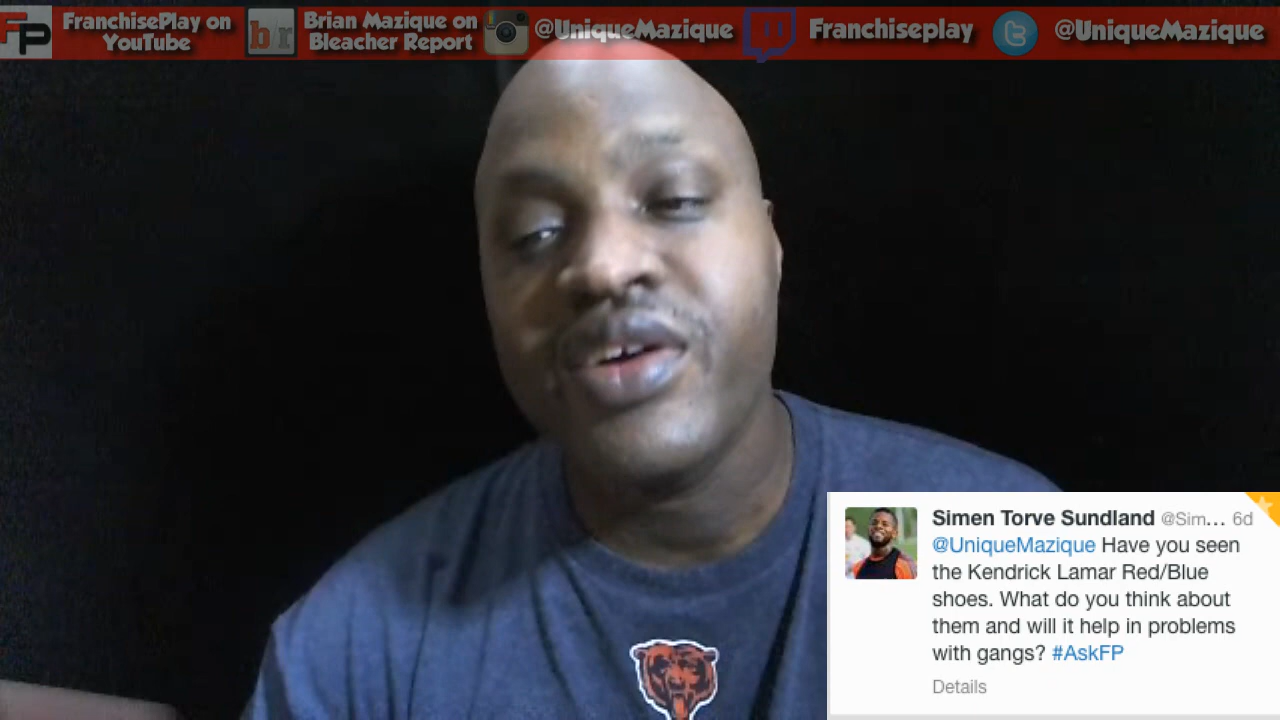 FP
FranchisePlay on
YouTube
b/r
Brian Mazique on
Bleacher Report
@UniqueMazique
Franchiseplay
@UniqueMazique
Simen Torve Sundland @Sim... 6d
@UniqueMazique Have you seen
the Kendrick Lamar Red/Blue
shoes. What do you think about
them and will it help in problems
with gangs? #AskFP
Details